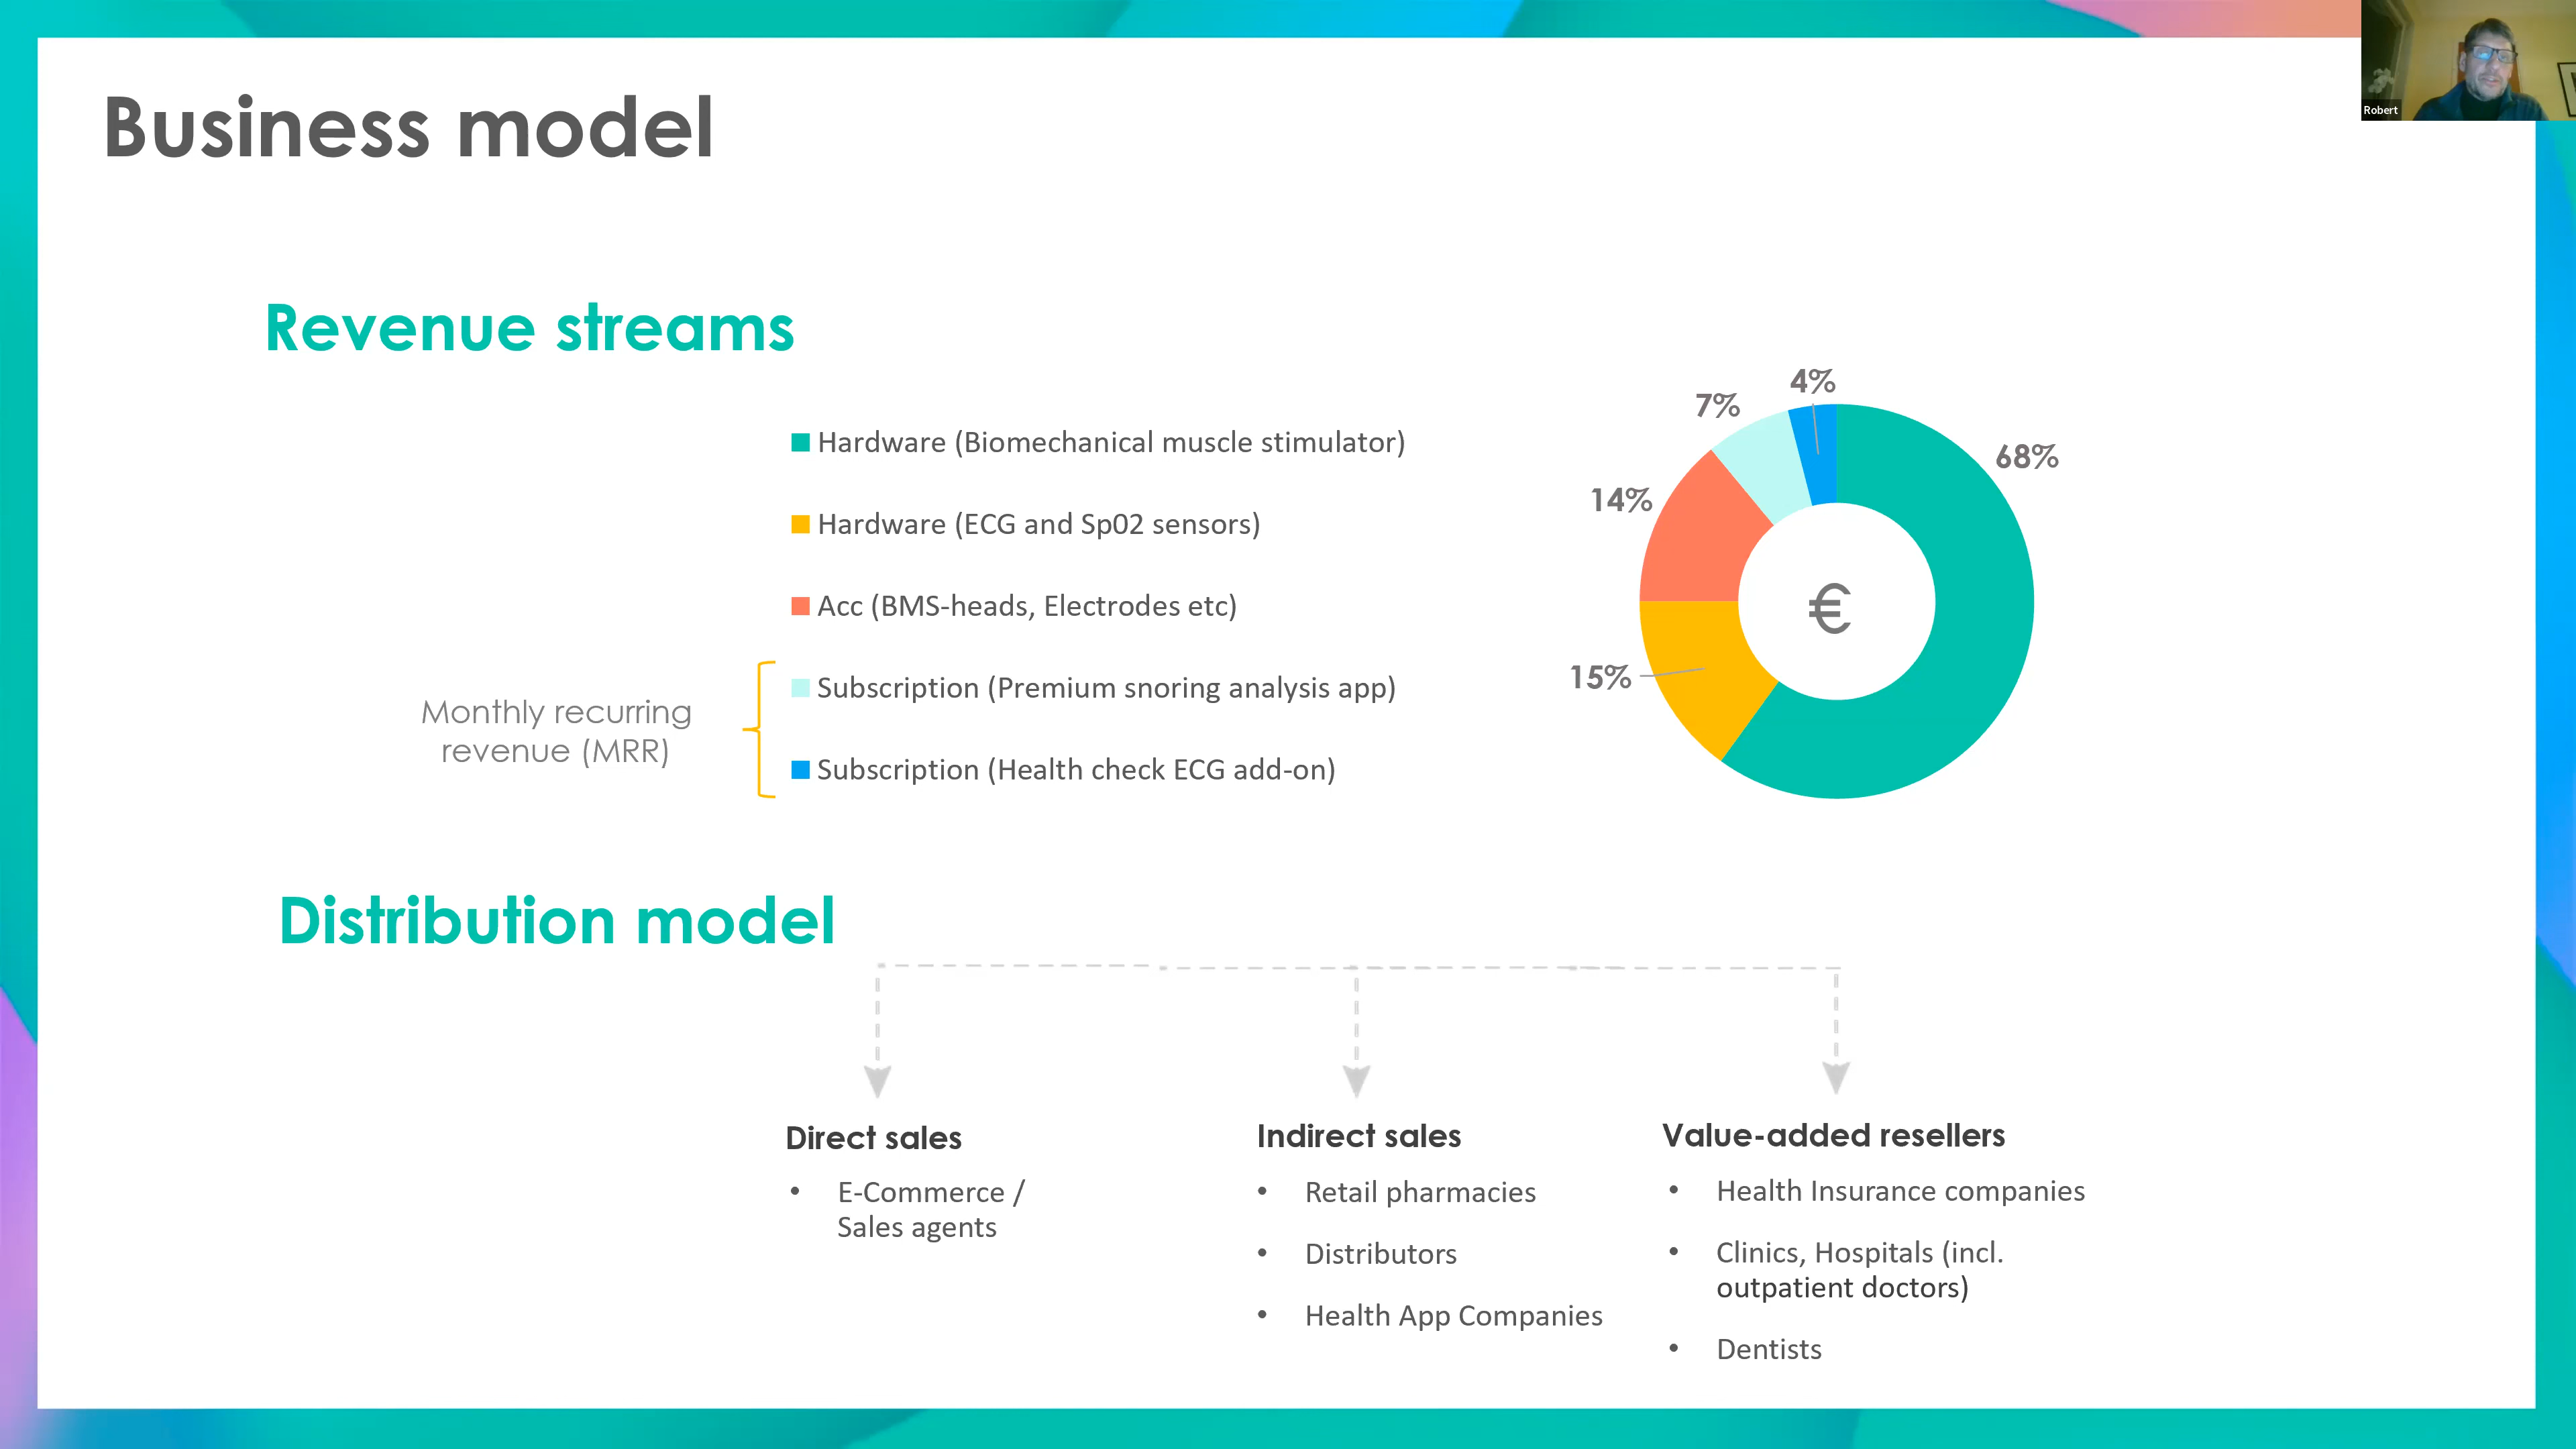 Business model
Robert
Revenue streams
Hardware (Biomechanical muscle stimulator)
Hardware (ECG and Sp02 sensors)
Acc (BMS-heads, Electrodes etc)
Subscription (Premium snoring analysis app)
Subscription (Health check ECG add-on)
Monthly recurring
revenue (MRR)
4%
7%
68%
14%
15%
€
Distribution model
Direct sales
• E-Commerce /
Sales agents
Indirect sales
• Retail pharmacies
• Distributors
• Health App Companies
Value-added resellers
• Health Insurance companies
• Clinics, Hospitals (incl.
outpatient doctors)
• Dentists